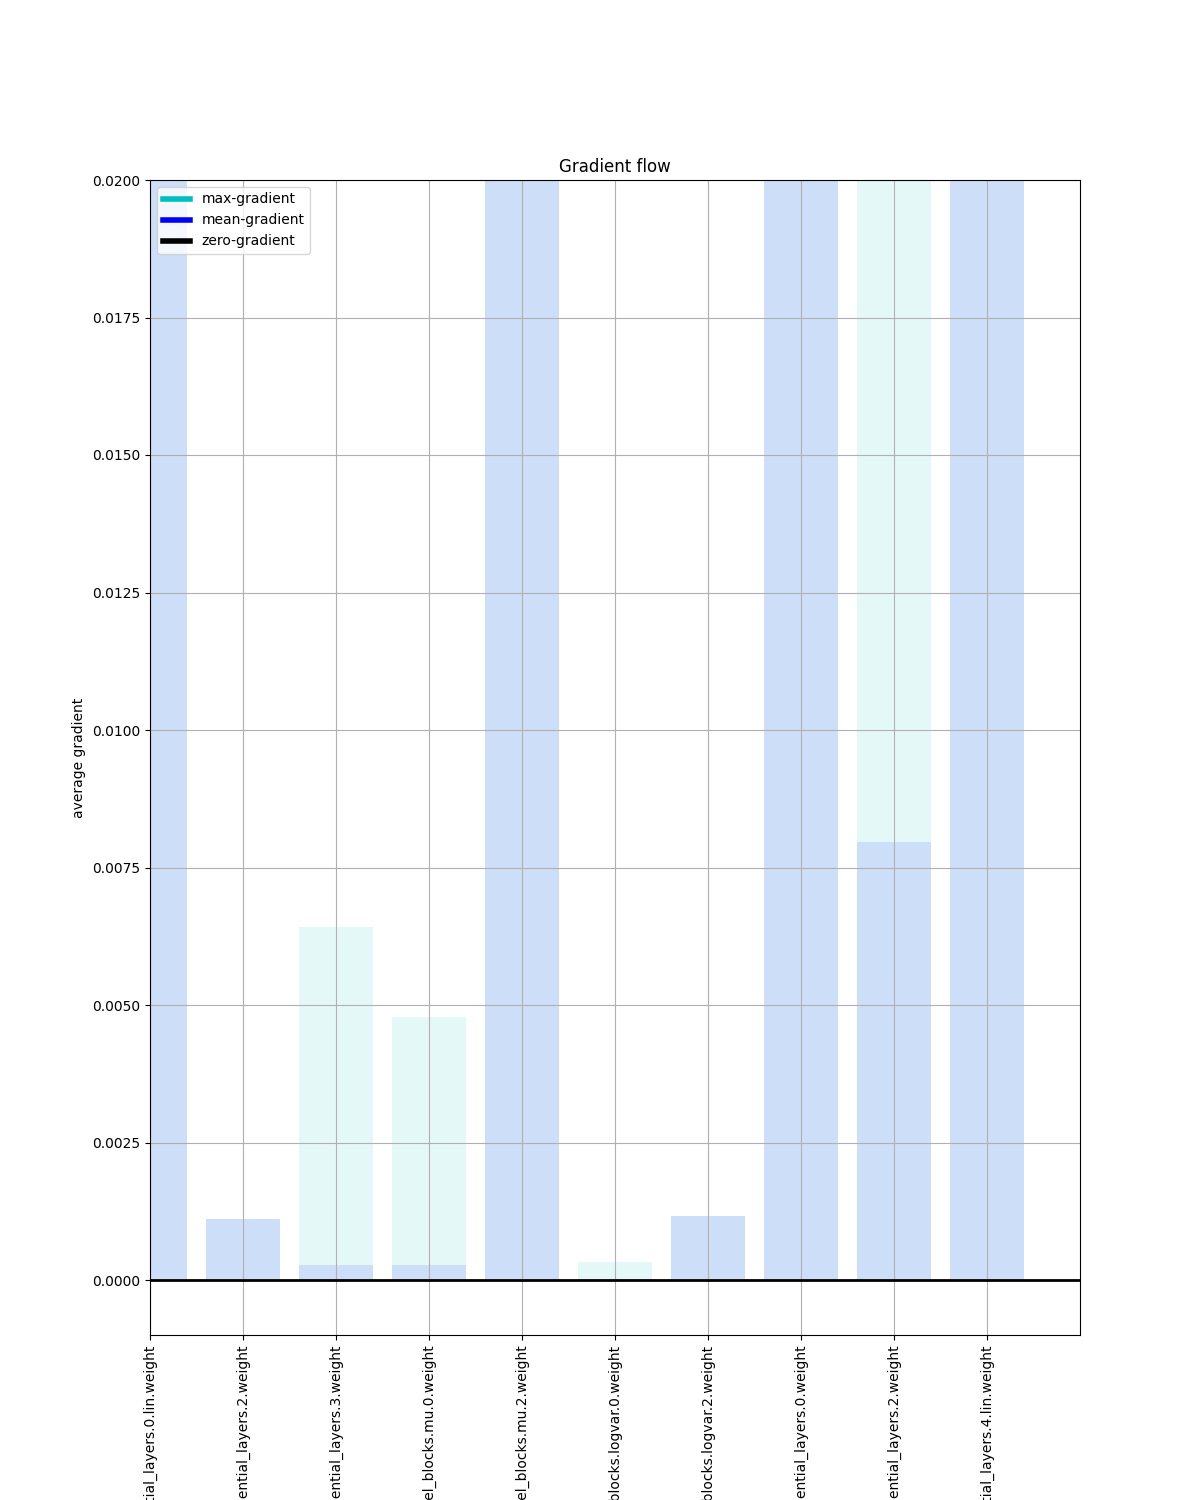 Gradient flow
max-gradient
mean-gradient
zero-gradient
0.0200
0.0175
0.0150
0.0125
0.0100
0.0075
0.0050
0.0025
0.0000
average gradient
tial_layers.0.lin.weight
ential_layers.2.weight
ential_layers.3.weight
el_blocks.mu.0.weight
el_blocks.mu.2.weight
blocks.logvar.0.weight
blocks.logvar.2.weight
ential_layers.0.weight
ential_layers.2.weight
tial_layers.4.lin.weight